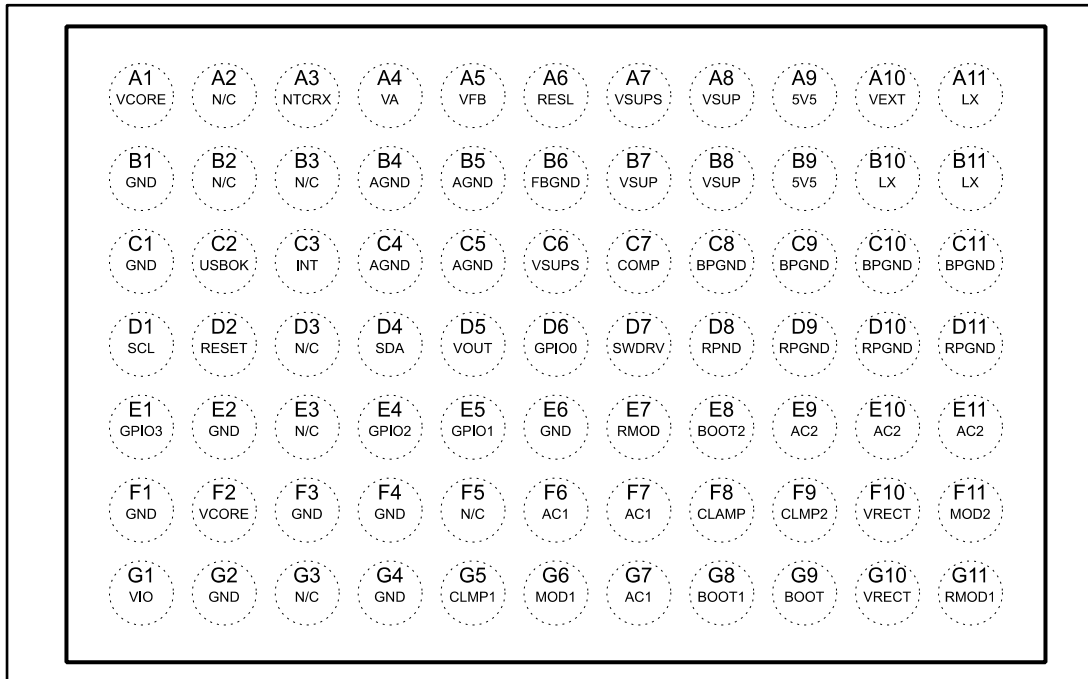 A1 A2 A3 A4 A5 A6 A7 A8 A9 A10 A11
VCORE N/C NTCRX VA VFB RESL VSUPS VSUP 5V5 VEXT LX
B1 B2 B3 B4 B5 B6 B7 B8 B9 B10 B11
GND N/C N/C AGND AGND FBGND VSUP VSUP 5V5 LX LX
C1 C2 C3 C4 C5 C6 C7 C8 C9 C10 C11
GND USBOK INT AGND AGND VSUPS COMP BPGND BPGND BPGND BPGND
D1 D2 D3 D4 D5 D6 D7 D8 D9 D10 D11
SCL RESET N/C SDA VOUT GPIO0 SWDRV RPND RPGND RPGND RPGND
E1 E2 E3 E4 E5 E6 E7 E8 E9 E10 E11
GPIO3 GND N/C GPIO2 GPIO1 GND RMOD BOOT2 AC2 AC2 AC2
F1 F2 F3 F4 F5 F6 F7 F8 F9 F10 F11
GND VCORE GND GND N/C AC1 AC1 CLAMP CLMP2 VRECT MOD2
G1 G2 G3 G4 G5 G6 G7 G8 G9 G10 G11
VIO GND N/C GND CLMP1 MOD1 AC1 BOOT1 BOOT VRECT RMOD1